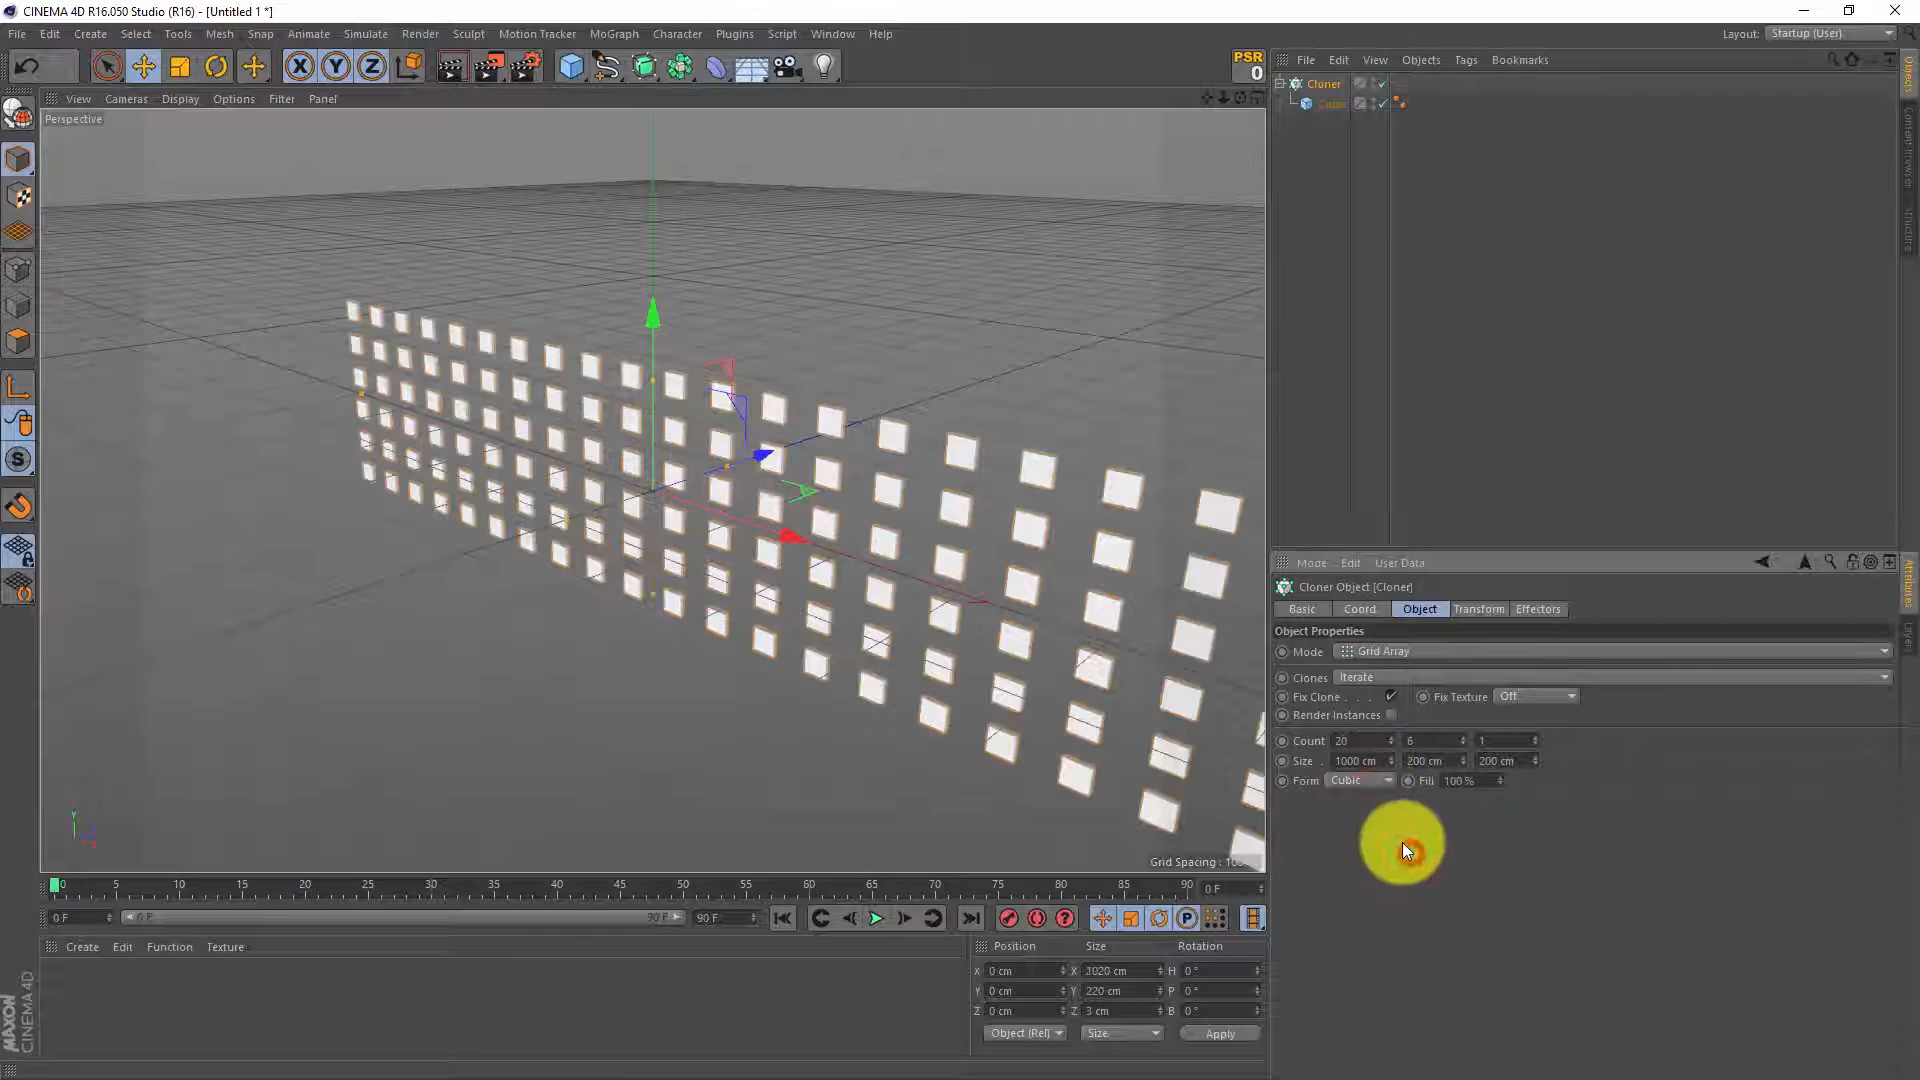 CINEMA 4D R16.050 Studio (R16) - [Untitled 1 *]
File Edit Create Select Tools Mesh Snap Animate Simulate Render Sculpt Motion Tracker MoGraph Character Plugins Script Window Help
Layout: Startup (User)
PSR
0
X Y Z
File Edit View Objects Tags Bookmarks
View Cameras Display Options Filter Panel
Perspective
Cloner
Cube
Objects
Content Browser
Structure
Mode Edit User Data
Cloner Object [Cloner]
Basic Coord. Object Transform Effectors
Object Properties
Mode Grid Array
Clones Iterate
Fix Clone . . . Fix Texture Off
Render Instances
Count 20 6 1
Size . 1000 cm 200 cm 200 cm
Form Cubic Fill 100 %
Attributes
Layers
Y
Grid Spacing :
0 5 10 15 20 25 30 35 40 45 50 55 60 65 70 75 80 85 90 0 F
0 F 0 F 90 F 90 F
Create Edit Function Texture
Position Size Rotation
X 0 cm X 1020 cm H 0 °
Y 0 cm Y 220 cm P 0 °
Z 0 cm Z 3 cm B 0 °
Object (Rel) Size Apply
MAXON
CINEMA 4D